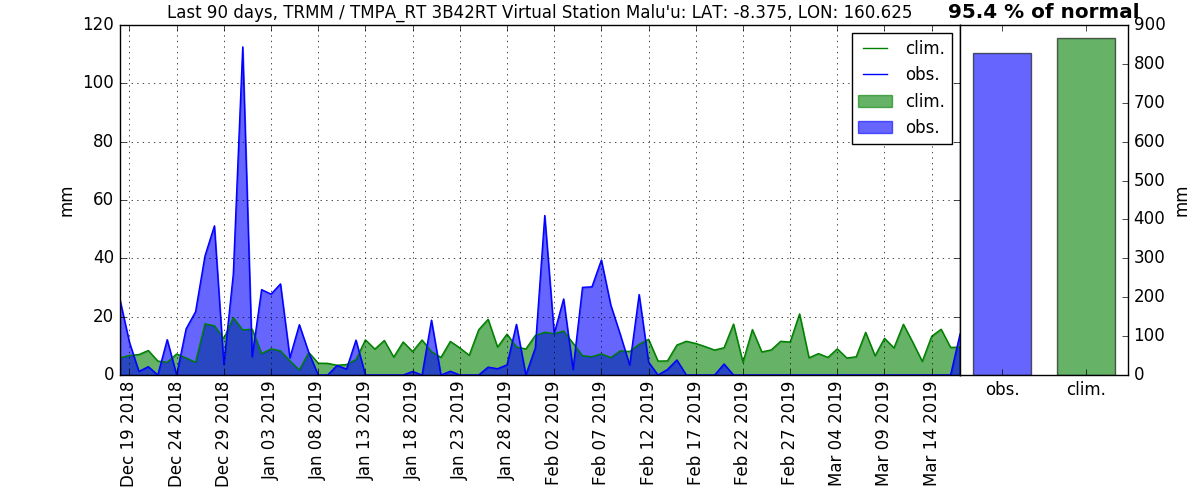 Last 90 days, TRMM / TMPA_RT 3B42RT Virtual Station Malu'u: LAT: -8.375, LON: 160.625
95.4 % of normal
120
100
80
60
40
20
0
mm
clim.
obs.
clim.
obs.
900
800
700
600
500
400
300
200
100
0
mm
obs.
clim.
Dec 19 2018
Dec 24 2018
Dec 29 2018
Jan 03 2019
Jan 08 2019
Jan 13 2019
Jan 18 2019
Jan 23 2019
Jan 28 2019
Feb 02 2019
Feb 07 2019
Feb 12 2019
Feb 17 2019
Feb 22 2019
Feb 27 2019
Mar 04 2019
Mar 09 2019
Mar 14 2019